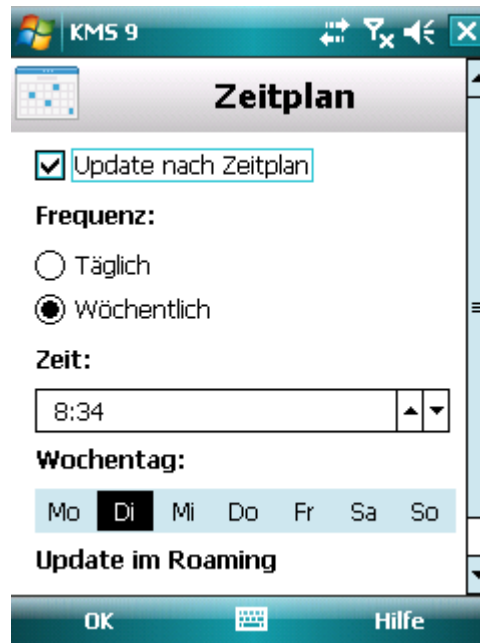 KMS 9
Zeitplan
Update nach Zeitplan
Frequenz:
Täglich
Wöchentlich
Zeit:
8:34
Wochentag:
Mo Di Mi Do Fr Sa So
Update im Roaming
OK Hilfe